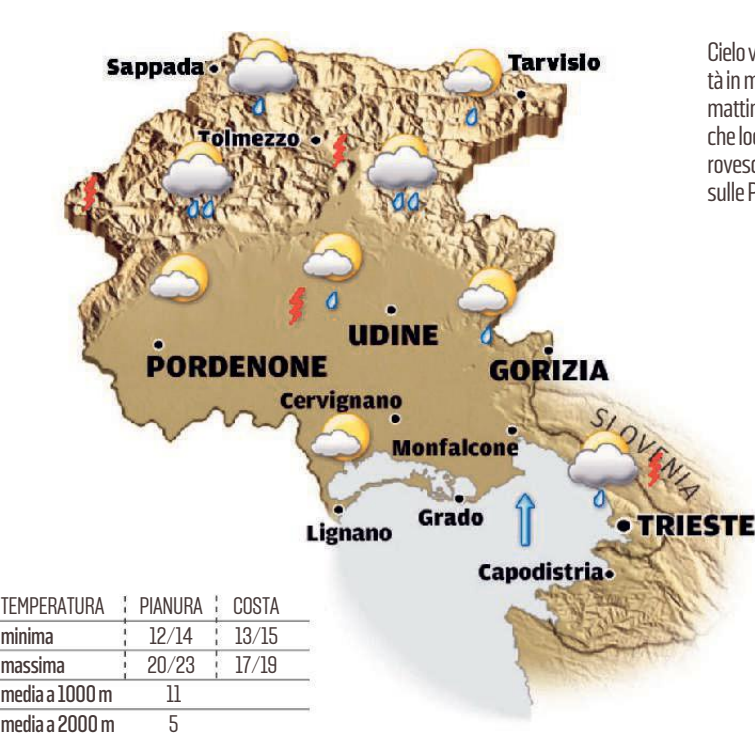 Sappada
Tarvisio
Tolmezzo
UDINE
PORDENONE
GORIZIA
Cervignano
Monfalcone
SLOVENIA
Lignano
Grado
TRIESTE
Capodistria
Cielo v
tà in m
mattin
che loc
rovesc
sulle P
TEMPERATURA PIANURA COSTA
minima 12/14 13/15
massima 20/23 17/19
media a 1000 m 11
media a 2000 m 5